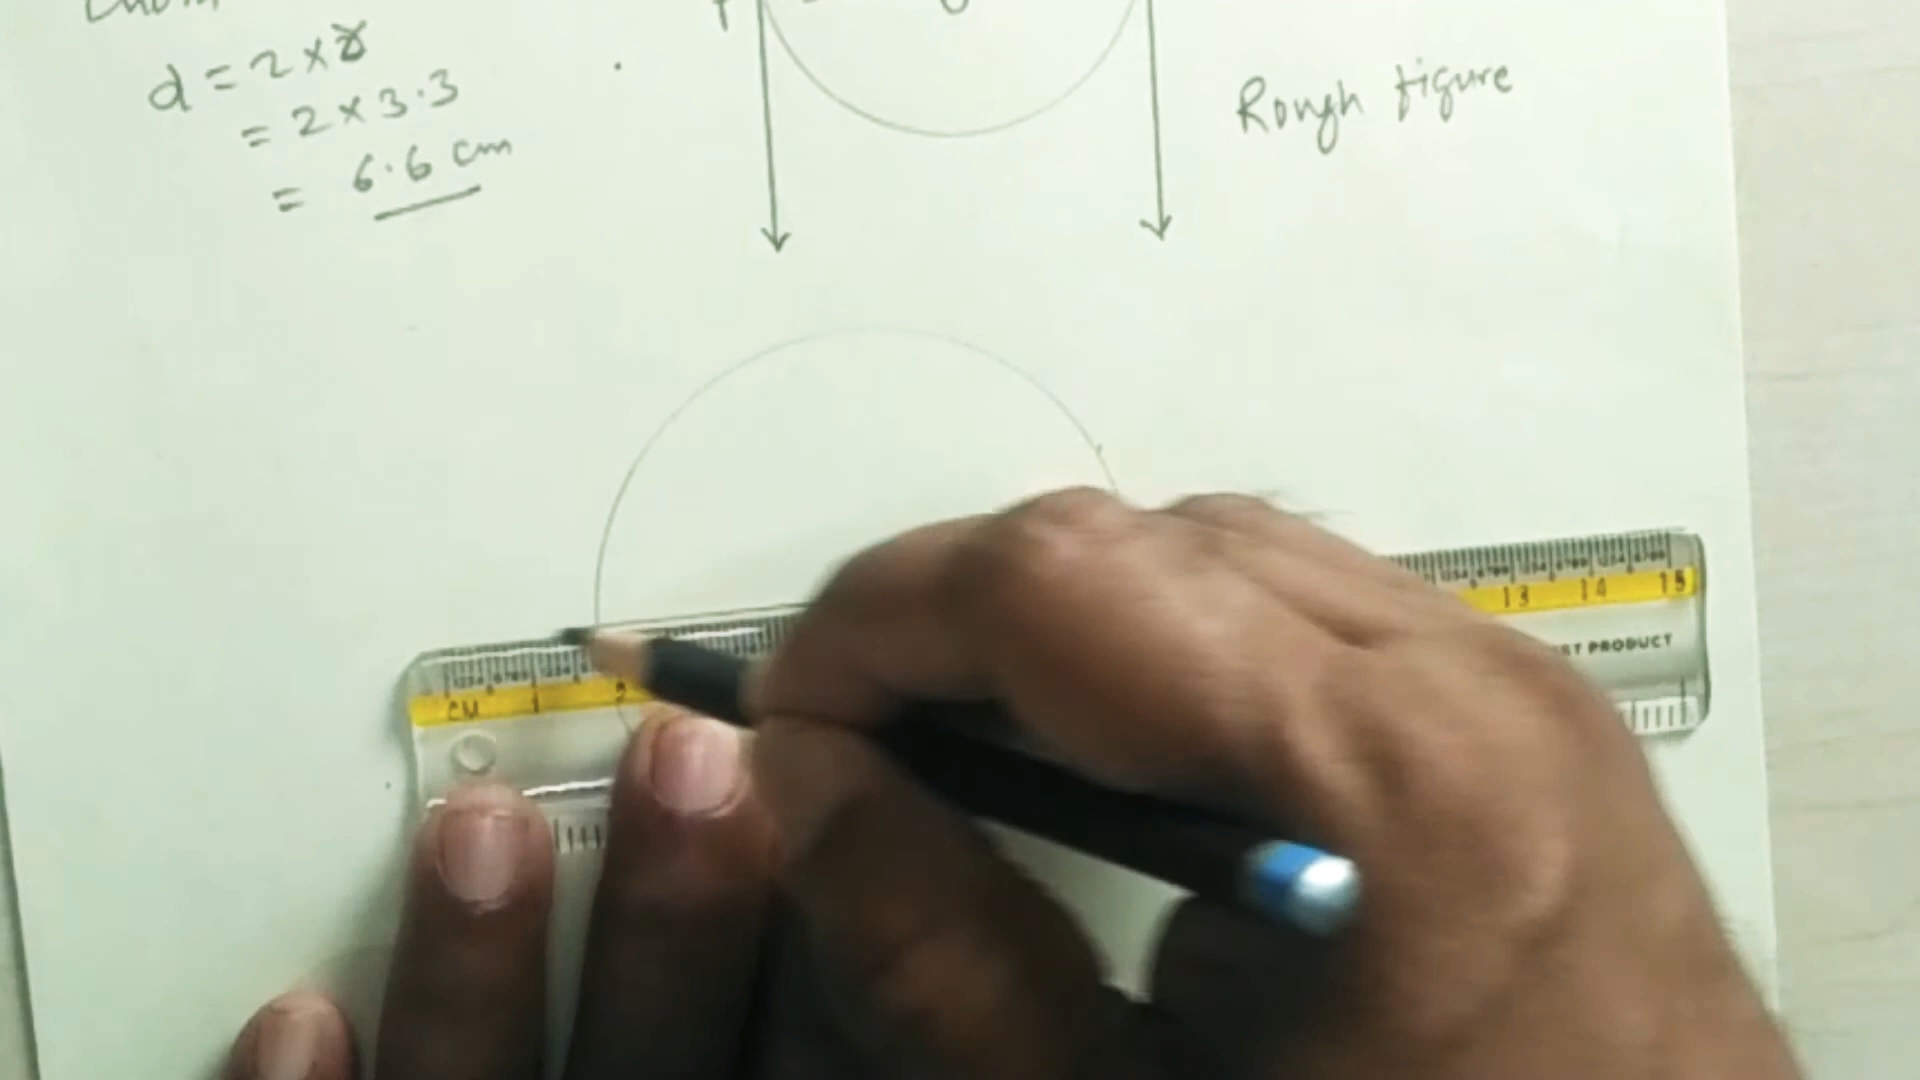 d = 2 × r
= 2 × 3.3
= 6.6 cm
Rough figure
CM 1 2 13 14 15
PRODUCT